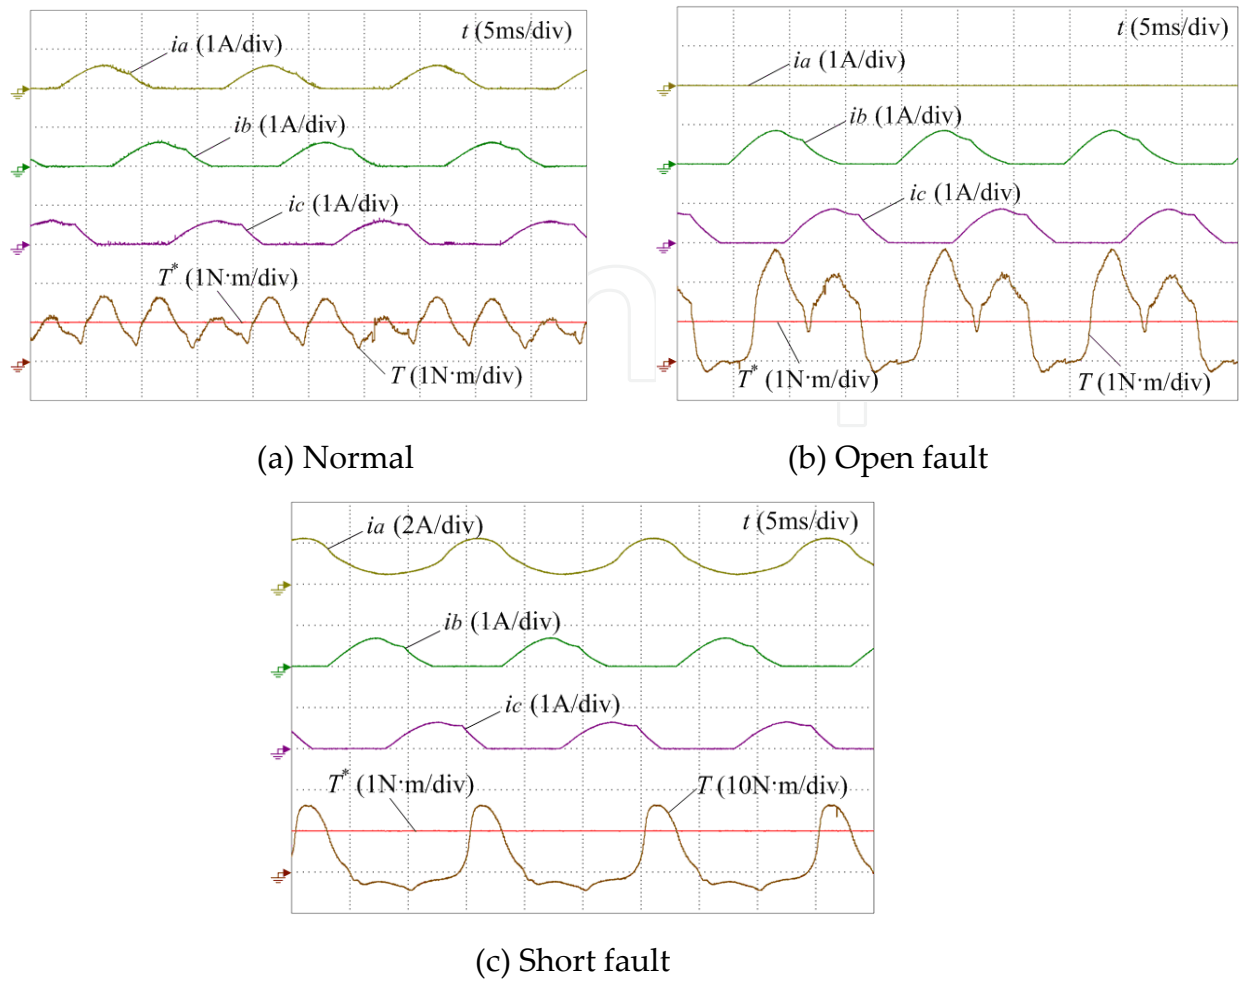 t (5ms/div)
ia (1A/div)
ib (1A/div)
ic (1A/div)
T* (1N·m/div)
T (1N·m/div)
(a) Normal
t (5ms/div)
ia (1A/div)
ib (1A/div)
ic (1A/div)
T* (1N·m/div)
T (1N·m/div)
(b) Open fault
ia (2A/div)
t (5ms/div)
ib (1A/div)
ic (1A/div)
T* (1N·m/div)
T (10N·m/div)
(c) Short fault